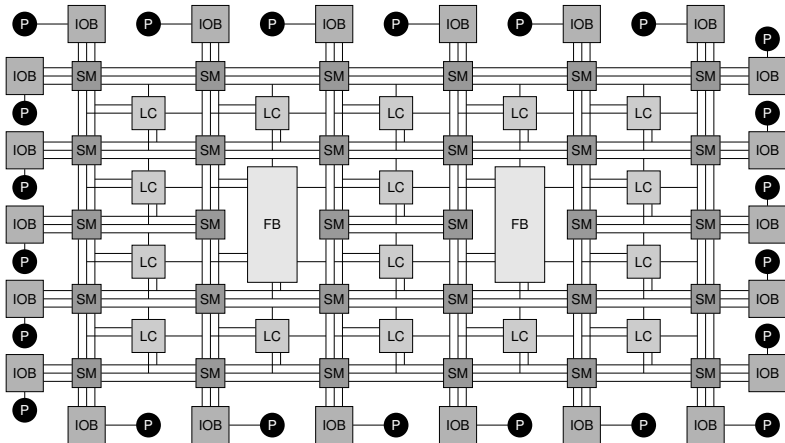 P IOB P IOB P IOB P IOB P IOB P IOB
P
IOB SM SM SM SM SM SM IOB
P LC LC LC LC LC P
IOB SM SM SM SM SM SM IOB
P LC LC LC P
IOB SM SM FB SM SM FB SM SM IOB
P LC LC LC P
IOB SM SM SM SM SM SM IOB
P LC LC LC LC LC P
IOB SM SM SM SM SM SM IOB
P
IOB P IOB P IOB P IOB P IOB P IOB P